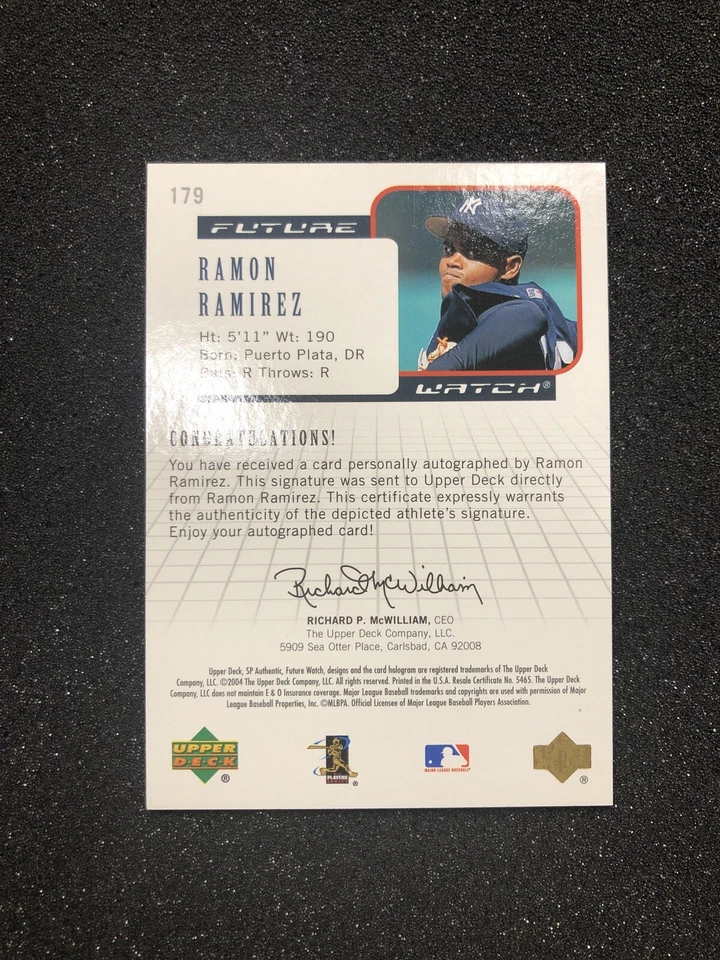 179
FUTURE
NY
RAMON
RAMIREZ
Ht: 5'11" Wt: 190
Born: Puerto Plata, DR
Bats: R Throws: R
WATCH®
CONGRATULATIONS!
You have received a card personally autographed by Ramon
Ramirez. This signature was sent to Upper Deck directly
from Ramon Ramirez. This certificate expressly warrants
the authenticity of the depicted athlete's signature.
Enjoy your autographed card!
Richard McWilliam
RICHARD P. McWILLIAM, CEO
The Upper Deck Company, LLC.
5909 Sea Otter Place, Carlsbad, CA 92008
Upper Deck, SP Authentic, Future Watch, designs and the card hologram are registered trademarks of The Upper Deck
Company, LLC. ©2004 The Upper Deck Company, LLC. All rights reserved. Printed in the U.S.A. Resale Certificate No. 5465. The Upper Deck
Company, LLC does not maintain E & O Insurance coverage. Major League Baseball trademarks and copyrights are used with permission of Major
League Baseball Properties, Inc. ©MLBPA. Official Licensee of Major League Baseball Players Association.
UPPER
DECK
®
PLAYERS
®
MAJOR LEAGUE BASEBALL®
®